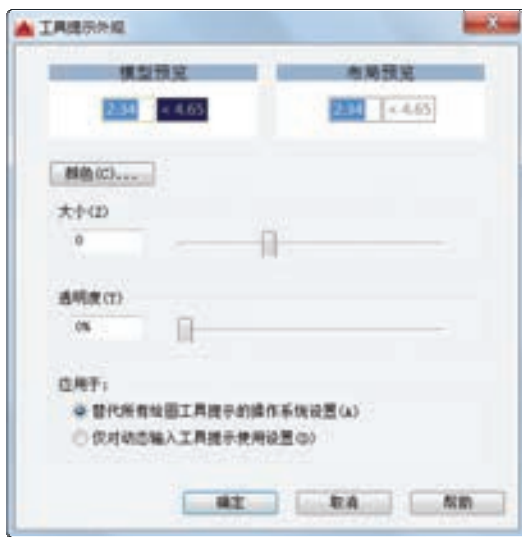 工具提示外观
模型预览
布局预览
2.34 < 4.65
2.34 < 4.65
颜色(C)...
大小(Z)
0
透明度(T)
0%
应用于:
替代所有绘图工具提示的操作系统设置(A)
仅对动态输入工具提示使用设置(D)
确定 取消 帮助